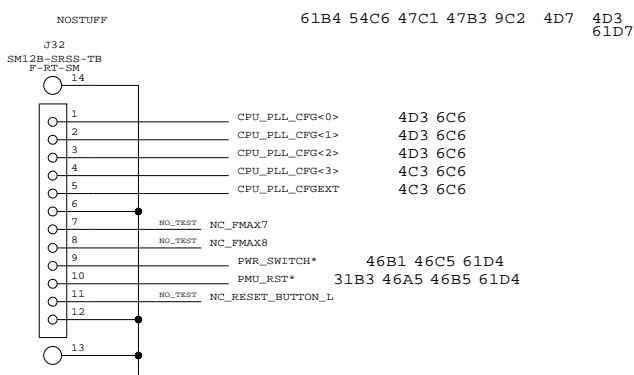 NOSTUFF 61B4 54C6 47C1 47B3 9C2 4D7 4D3
61D7
J32
SM12B-SRSS-TB
F-RT-SM
14
1 CPU_PLL_CFG<0> 4D3 6C6
2 CPU_PLL_CFG<1> 4D3 6C6
3 CPU_PLL_CFG<2> 4D3 6C6
4 CPU_PLL_CFG<3> 4C3 6C6
5 CPU_PLL_CFGEXT 4C3 6C6
6
7 NO_TEST NC_FMAX7
8 NO_TEST NC_FMAX8
9 PWR_SWITCH* 46B1 46C5 61D4
10 PMU_RST* 31B3 46A5 46B5 61D4
11 NO_TEST NC_RESET_BUTTON_L
12
13